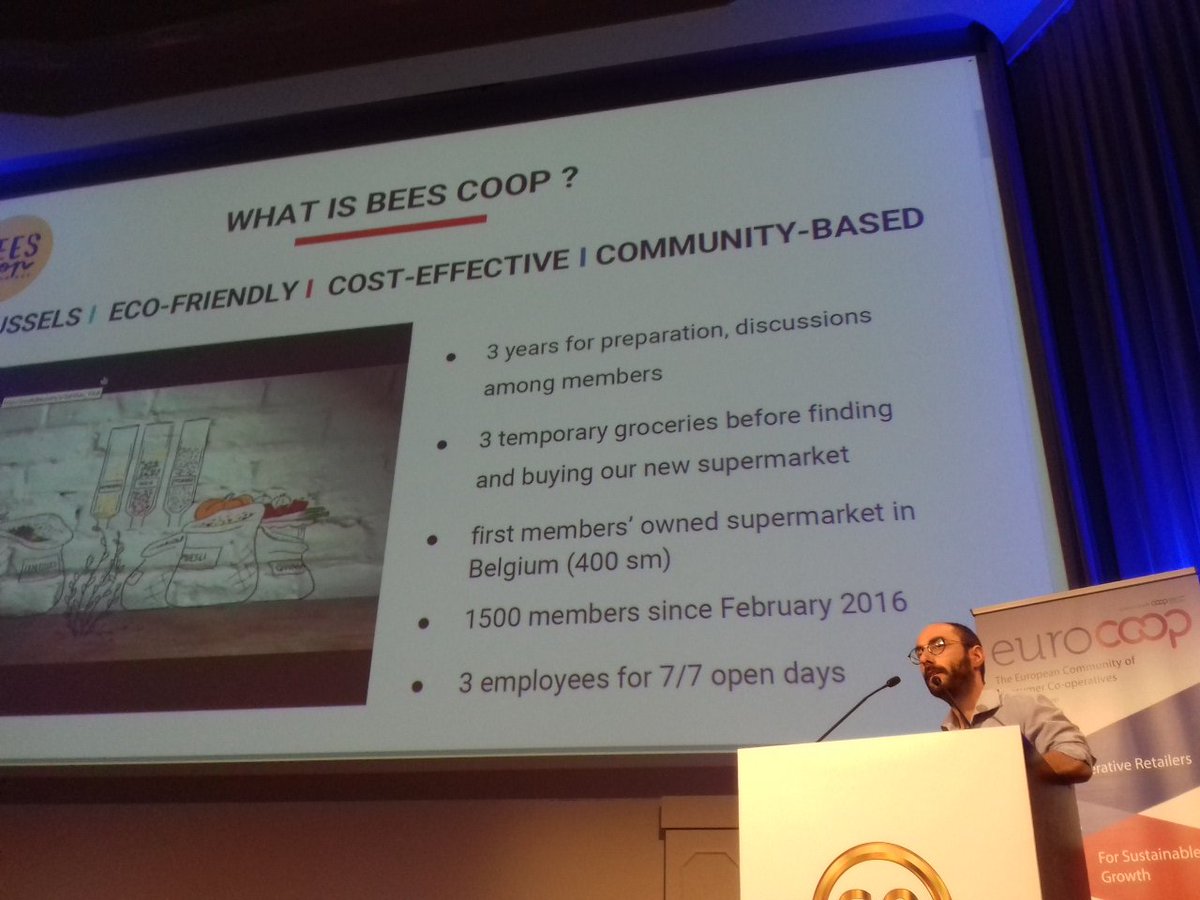 WHAT IS BEES COOP ?
EES
USSELS I ECO-FRIENDLY I COST-EFFECTIVE I COMMUNITY-BASED
• 3 years for preparation, discussions
among members
• 3 temporary groceries before finding
and buying our new supermarket
• first members’ owned supermarket in
Belgium (400 sm)
• 1500 members since February 2016
• 3 employees for 7/7 open days
eurocoop
The European Community of
Co-operatives
erative Retailers
For Sustainable
Growth